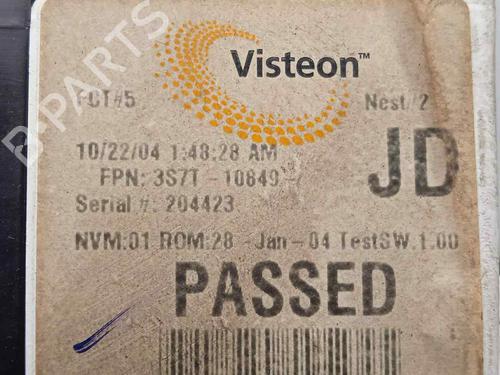 Visteon™
FCT#5 Nest#2
10/22/04 1:48:28 AM
JD
FPN: 3S7T-10849-
Serial #: 204423
NVM:01 ROM:28 -Jan-04 TestSW.1.00
PASSED
B-PARTS